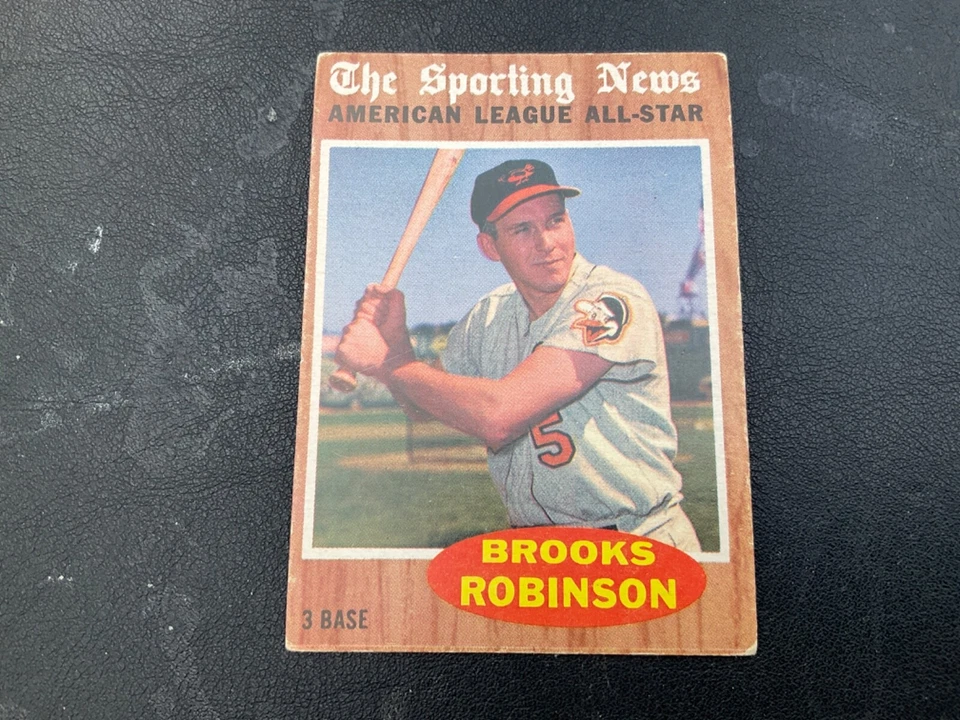 The Sporting News
AMERICAN LEAGUE ALL-STAR
5
BROOKS
ROBINSON
3 BASE